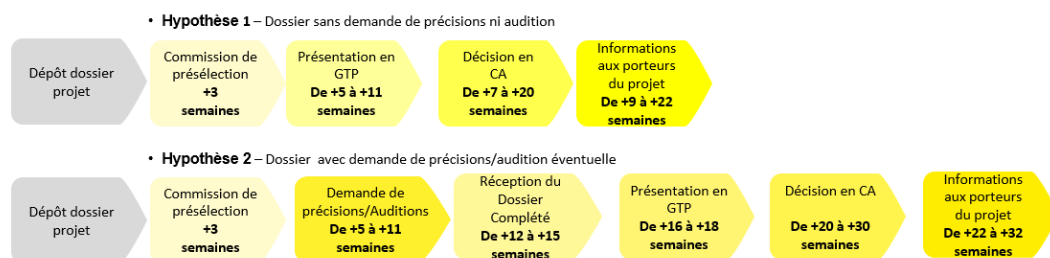 • Hypothèse 1 – Dossier sans demande de précisions ni audition
Dépôt dossier
projet
Commission de
présélection
+3
semaines
Présentation en
GTP
De +5 à +11
semaines
Décision en
CA
De +7 à +20
semaines
Informations
aux porteurs
du projet
De +9 à +22
semaines
• Hypothèse 2 – Dossier avec demande de précisions/audition éventuelle
Dépôt dossier
projet
Commission de
présélection
+3
semaines
Demande de
précisions/Auditions
De +5 à +11
semaines
Réception du
Dossier
Complété
De +12 à +15
semaines
Présentation en
GTP
De +16 à +18
semaines
Décision en CA
De +20 à +30
semaines
Informations
aux porteurs
du projet
De +22 à +32
semaines